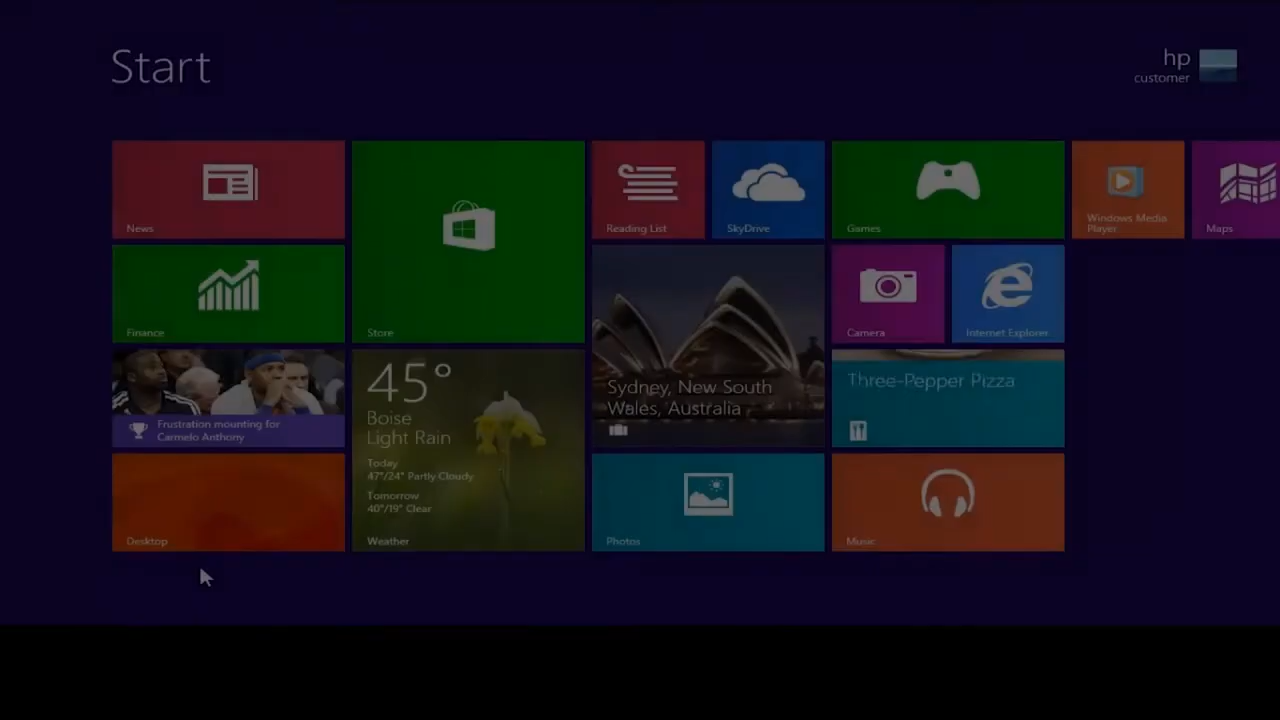 Start
hp
customer
News
Store
Reading List
SkyDrive
Games
Windows Media
Player
Maps
Finance
Camera
Internet Explorer
Frustration mounting for
Carmelo Anthony
45°
Boise
Light Rain
Today
47°/24° Partly Cloudy
Tomorrow
40°/19° Clear
Weather
Sydney, New South
Wales, Australia
Three-Pepper Pizza
Desktop
Photos
Music